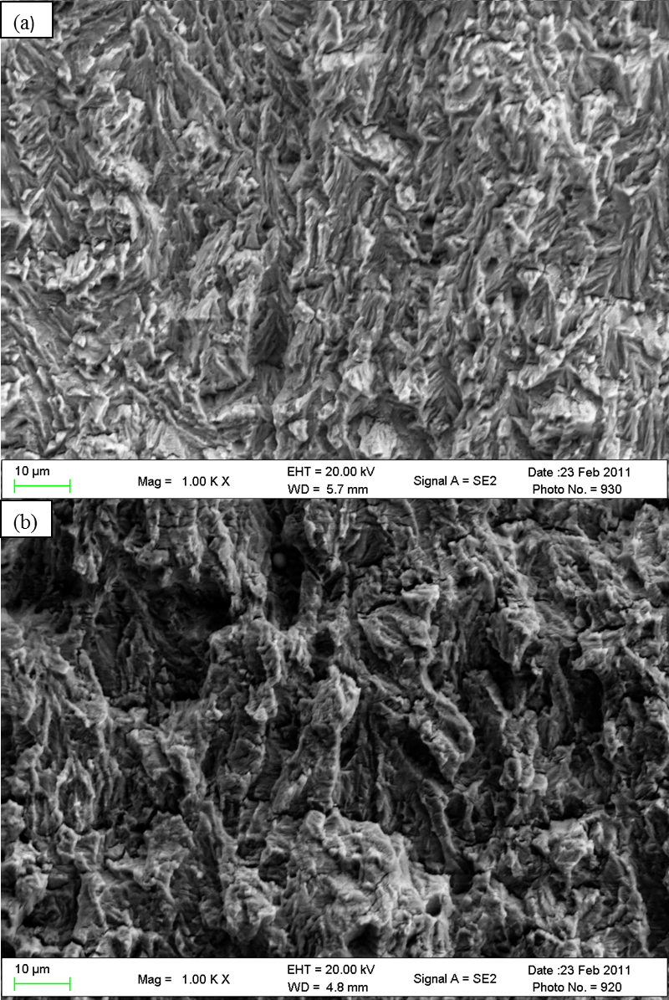 (a)
10 µm
Mag = 1.00 K X
EHT = 20.00 kV
WD = 5.7 mm
Signal A = SE2
Date :23 Feb 2011
Photo No. = 930
(b)
10 µm
Mag = 1.00 K X
EHT = 20.00 kV
WD = 4.8 mm
Signal A = SE2
Date :23 Feb 2011
Photo No. = 920